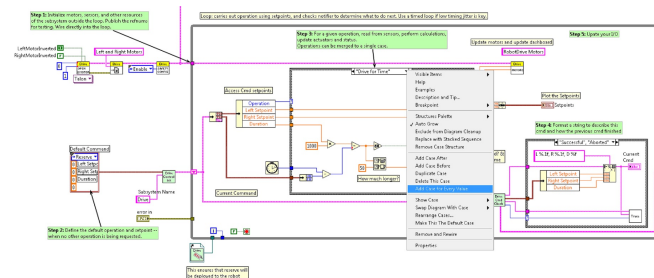 Step 1: Initialize motors, sensors, and other resources
of the subsystem outside the loop. Publish the refnums
for testing. Wire directly into the loop.
Loop: carries out operation using setpoints, and checks notifier to determine what to do. Use a timed loop if low timing jitter is key.
Step 3: For a given operation, read from sensors, perform calculations,
update actuators and status.
Operations can be merged to a single case.
Step 5: Update your I/O
LeftMotorInverted
RightMotorInverted
Left and Right Motors
Enable
False
Update motors and update dashboard
RobotDrive Motors
"Drive for Time"
Access Cmd setpoints
Operation
Left Setpoint
Right Setpoint
Duration
1000
50
How much longer?
Visible Items
Help
Examples
Description and Tip...
Breakpoint
Structures Palette
Auto Grow
Exclude from Diagram Cleanup
Replace with Stacked Sequence
Remove Case Structure
Add Case After
Add Case Before
Duplicate Case
Delete This Case
Add Case for Every Value
Show Case
Swap Diagram With Case
Rearrange Cases...
Make This The Default Case
Remove and Rewire
Properties
Plot the Setpoints
Setpoints
Step 4: Format a string to describe this
cmd and how the previous cmd finished.
"Successful", "Aborted"
L %.1f, R %.1f, D %f
Left Setpoint
Right Setpoint
Duration
Current
Cmd
Default Command
Reserve
Left Setpo
Right Setp
Duration
Subsystem Name
Drive
error in
Current Command
Step 2: Define the default operation and setpoint --
when no other operation is being requested.
This ensures that reserve will
be deployed to the robot